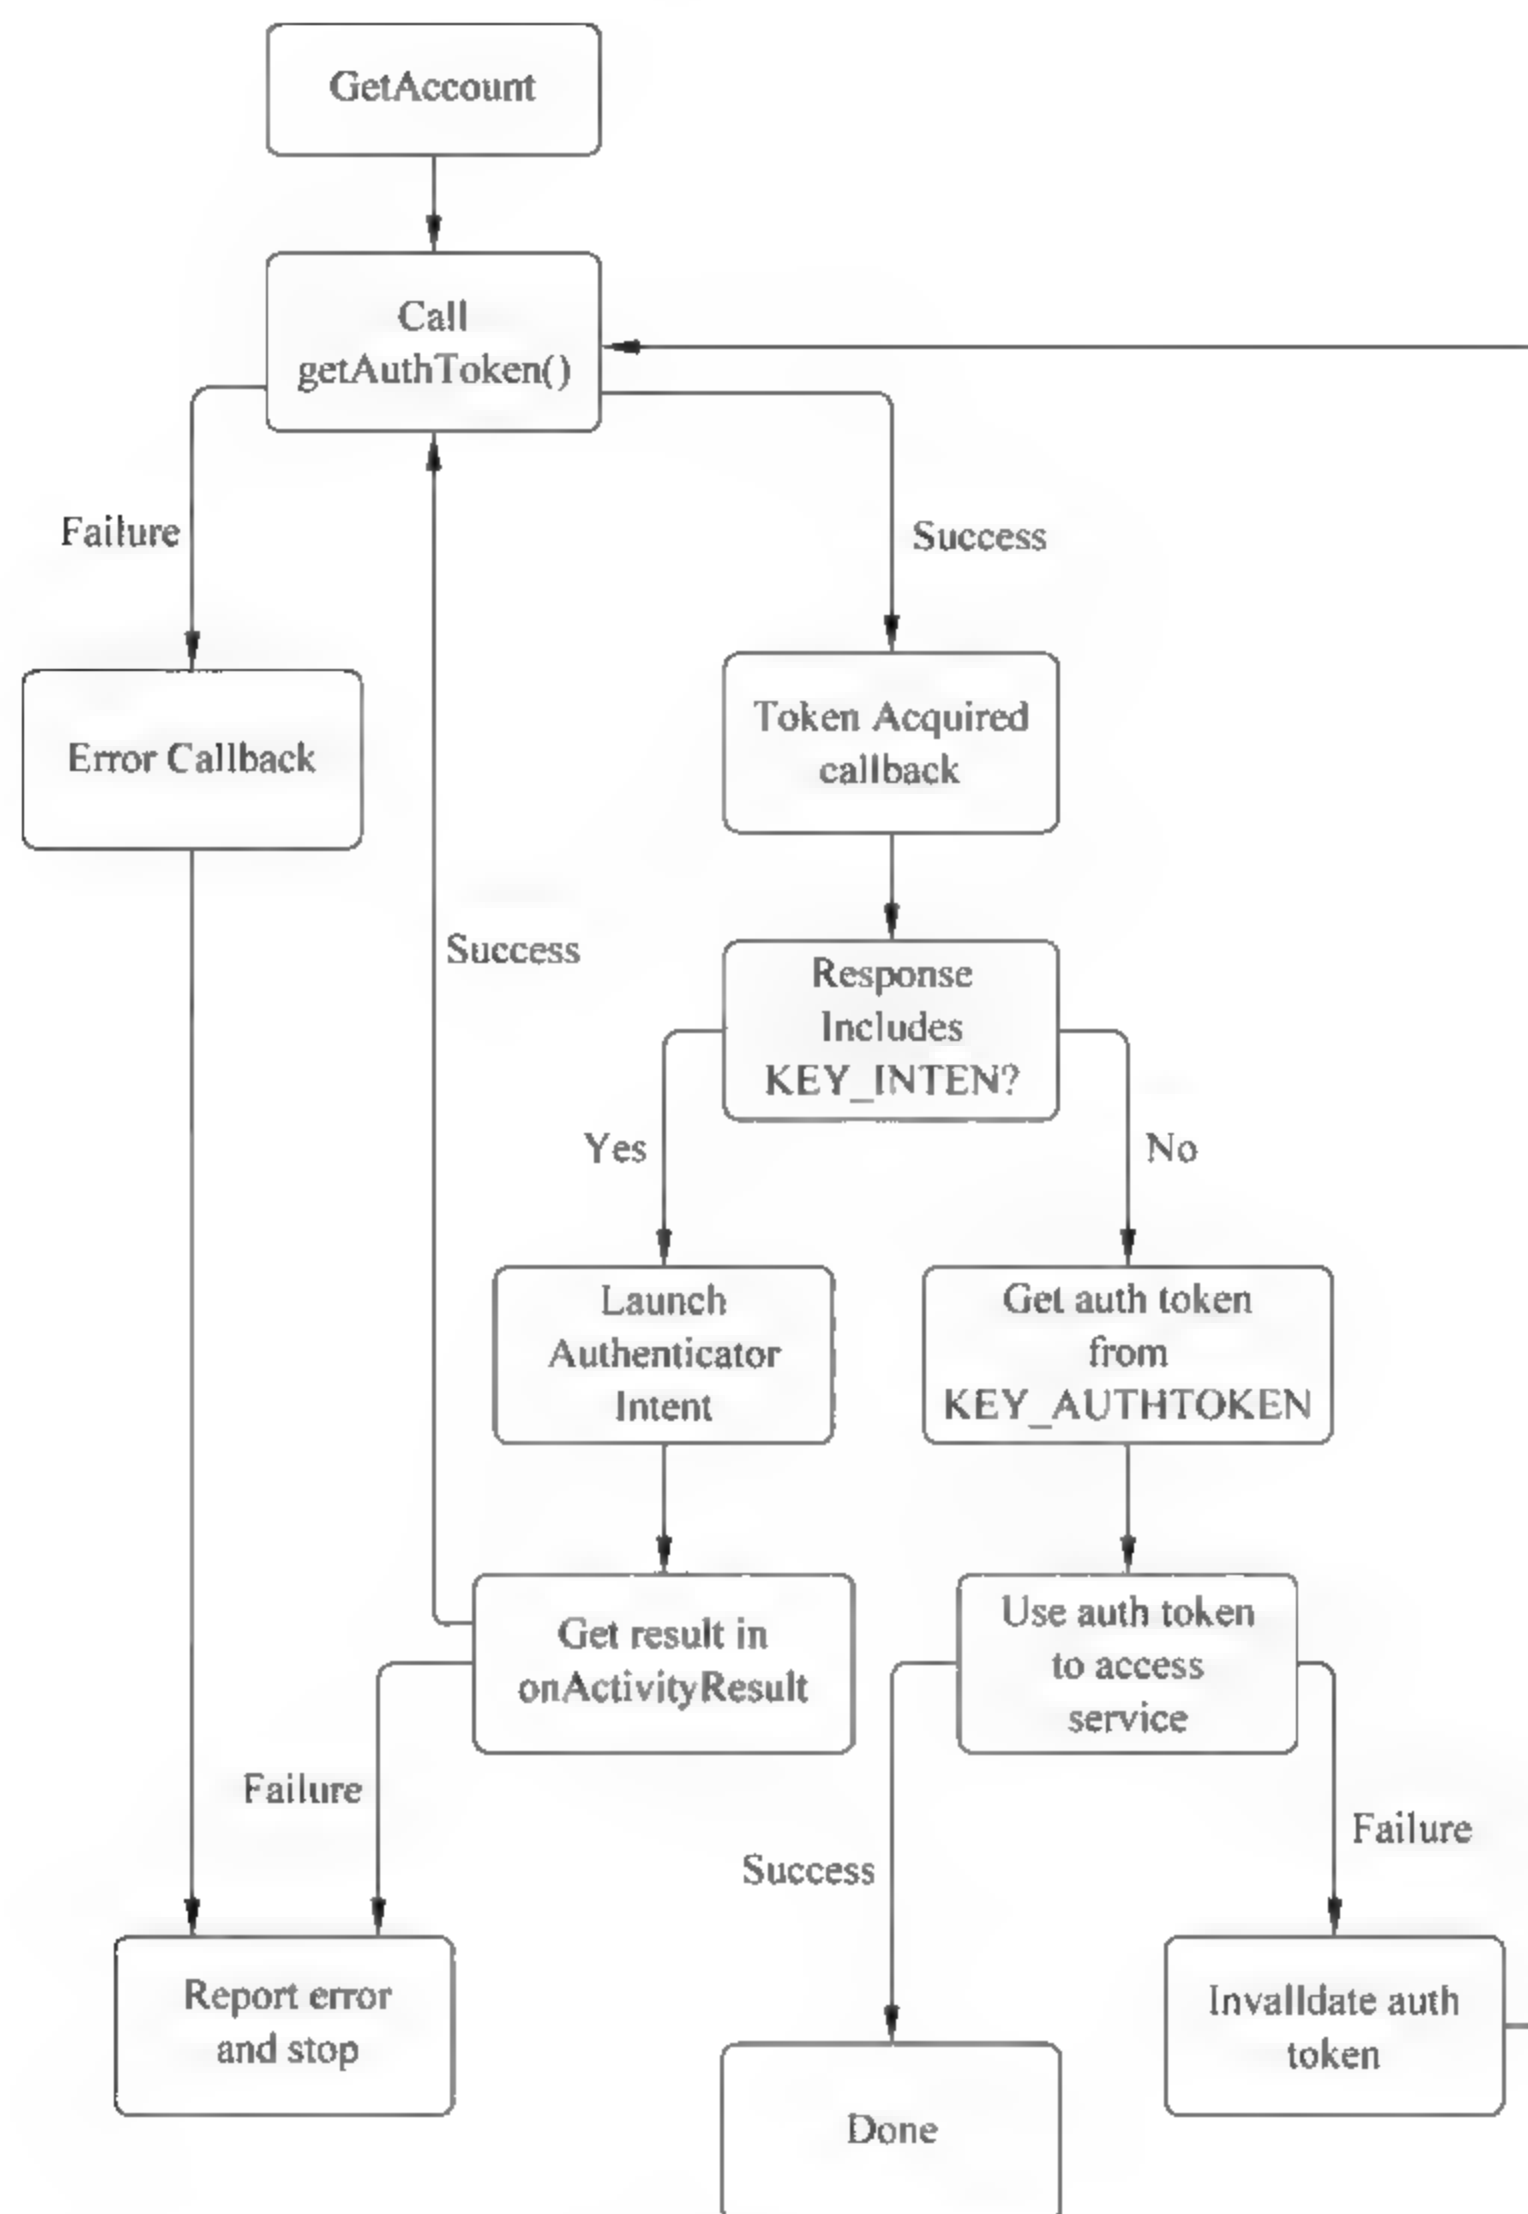 GetAccount
Call
getAuthToken()
Failure
Success
Error Callback
Token Acquired
callback
Success
Response
Includes
KEY_INTEN?
Yes
No
Launch
Authenticator
Intent
Get auth token
from
KEY_AUTHTOKEN
Get result in
onActivityResult
Use auth token
to access
service
Failure
Success
Failure
Report error
and stop
Invalldate auth
token
Done